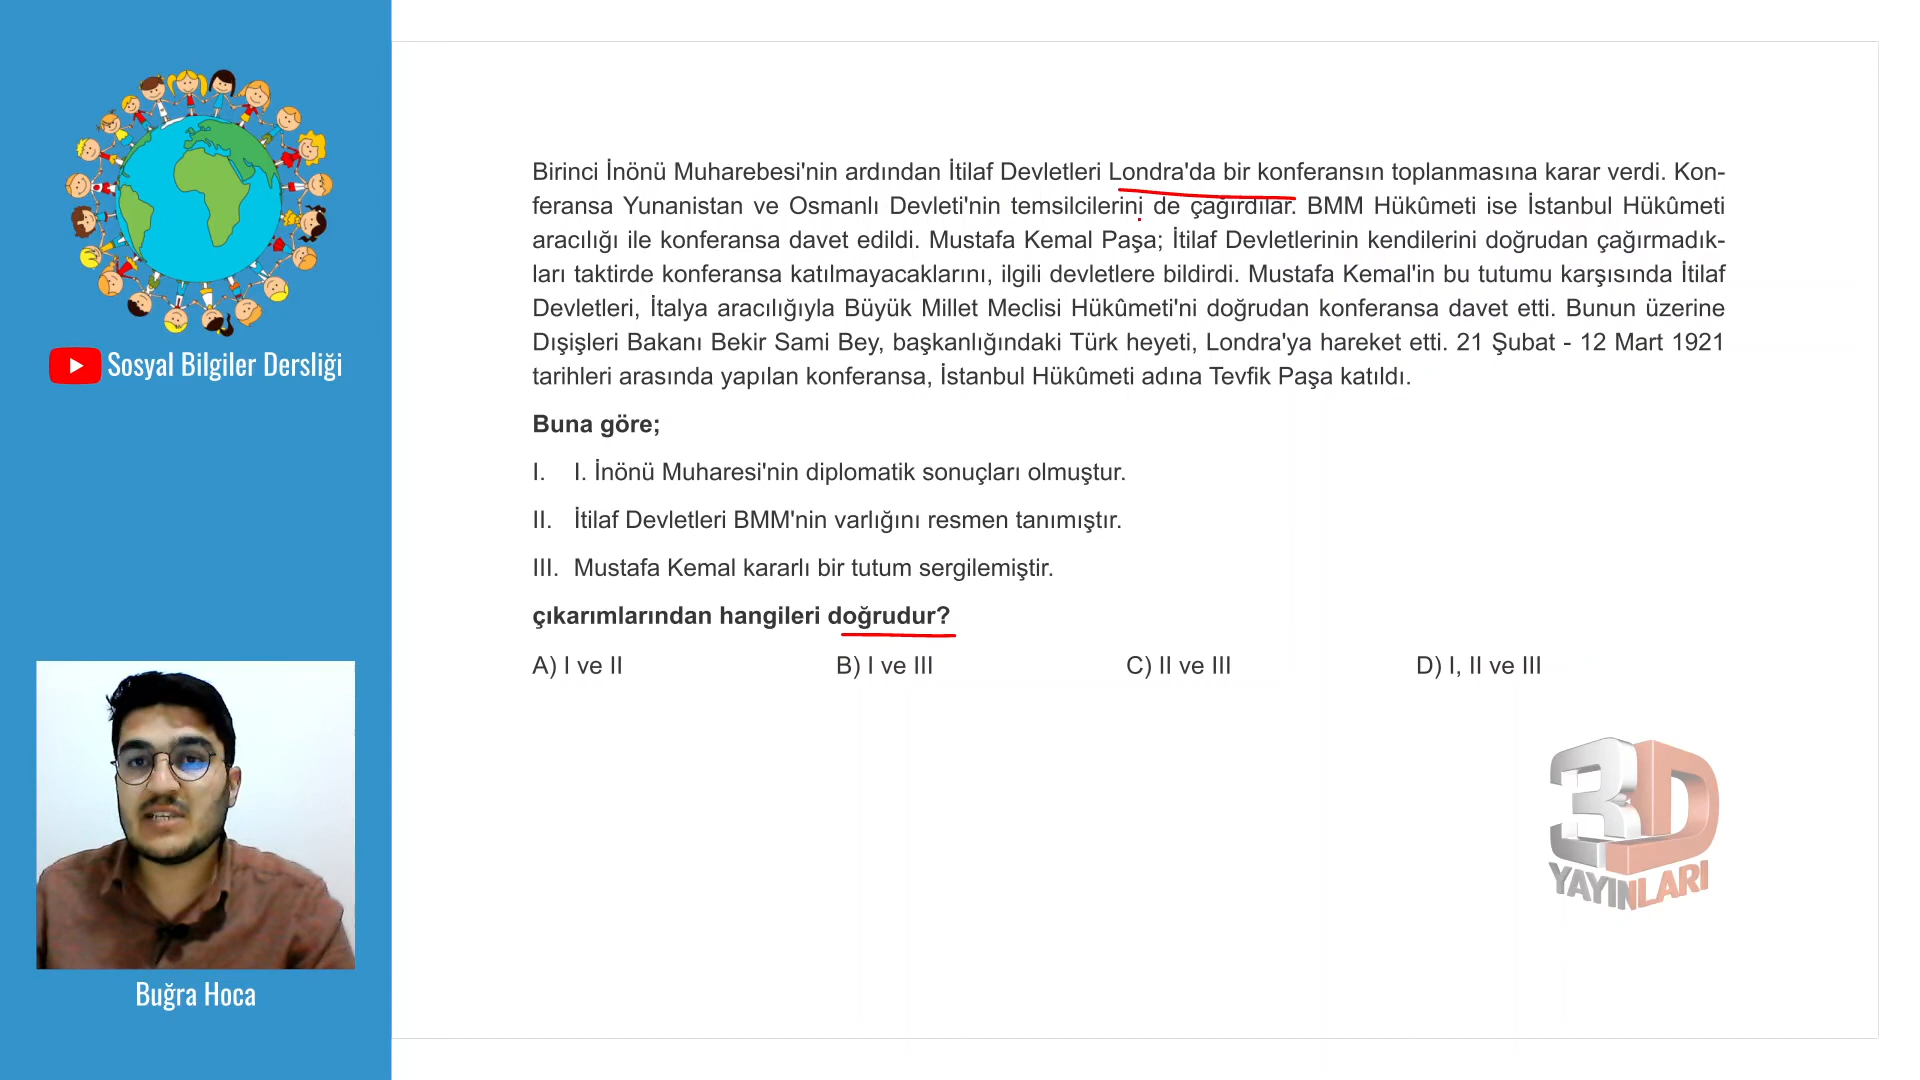 Birinci İnönü Muharebesi'nin ardından İtilaf Devletleri Londra'da bir konferansın toplanmasına karar verdi. Kon-
feransa Yunanistan ve Osmanlı Devleti'nin temsilcilerini de çağırdılar. BMM Hükûmeti ise İstanbul Hükûmeti
aracılığı ile konferansa davet edildi. Mustafa Kemal Paşa; İtilaf Devletlerinin kendilerini doğrudan çağırmadık-
ları taktirde konferansa katılmayacaklarını, ilgili devletlere bildirdi. Mustafa Kemal'in bu tutumu karşısında İtilaf
Devletleri, İtalya aracılığıyla Büyük Millet Meclisi Hükûmeti'ni doğrudan konferansa davet etti. Bunun üzerine
Dışişleri Bakanı Bekir Sami Bey, başkanlığındaki Türk heyeti, Londra'ya hareket etti. 21 Şubat - 12 Mart 1921
tarihleri arasında yapılan konferansa, İstanbul Hükûmeti adına Tevfik Paşa katıldı.
Buna göre;
I. I. İnönü Muharesi'nin diplomatik sonuçları olmuştur.
II. İtilaf Devletleri BMM'nin varlığını resmen tanımıştır.
III. Mustafa Kemal kararlı bir tutum sergilemiştir.
çıkarımlarından hangileri doğrudur?
A) I ve II B) I ve III C) II ve III D) I, II ve III
Sosyal Bilgiler Dersliği
Buğra Hoca
3D
YAYINLARI